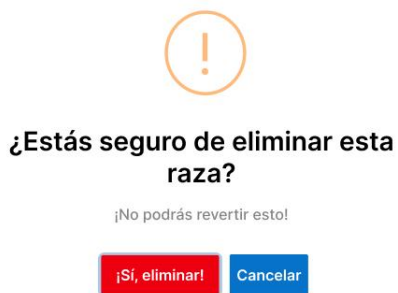 ¿Estás seguro de eliminar esta
raza?
¡No podrás revertir esto!
¡Sí, eliminar!
Cancelar